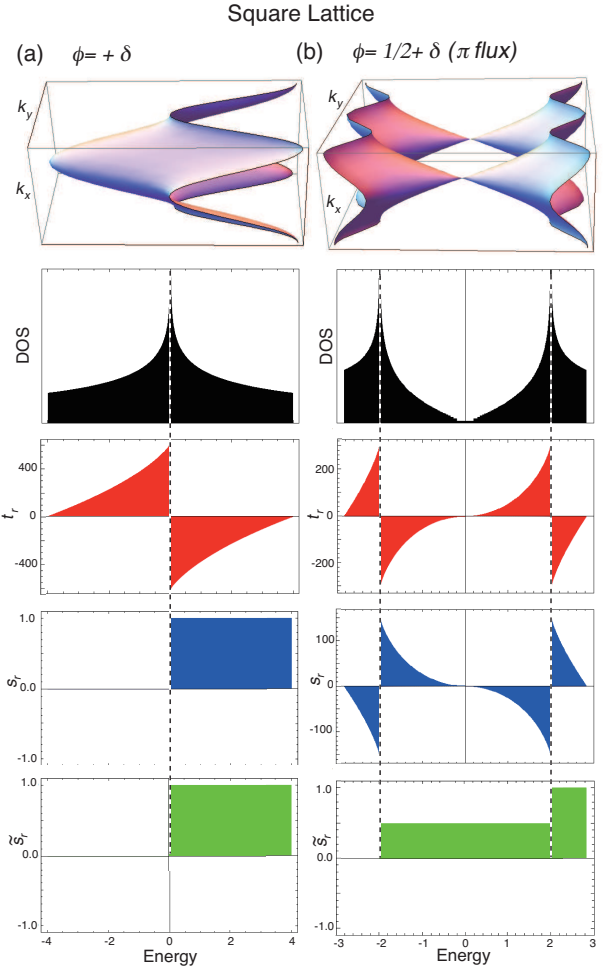 Square Lattice
(a) ϕ= + δ
(b) ϕ= 1/2+ δ (π flux)
k_y
k_x
k_y
k_x
DOS
DOS
t_r
400
0
-400
t_r
200
0
-200
s_r
1.0
0.0
-1.0
s_r
100
0
-100
s̃_r
1.0
0.0
-1.0
s̃_r
1.0
0.0
-1.0
-4 -2 0 2 4
-3 -2 -1 0 1 2 3
Energy
Energy